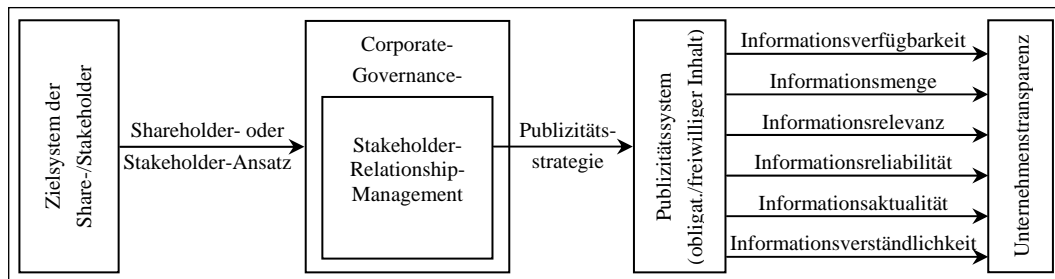 Zielsystem der
Share-/Stakeholder
Shareholder- oder
Stakeholder-Ansatz
Corporate-
Governance-
Stakeholder-
Relationship-
Management
Publizitäts-
strategie
Publizitätssystem
(obligat./freiwilliger Inhalt)
Informationsverfügbarkeit
Informationsmenge
Informationsrelevanz
Informationsreliabilität
Informationsaktualität
Informationsverständlichkeit
Unternehmenstransparenz